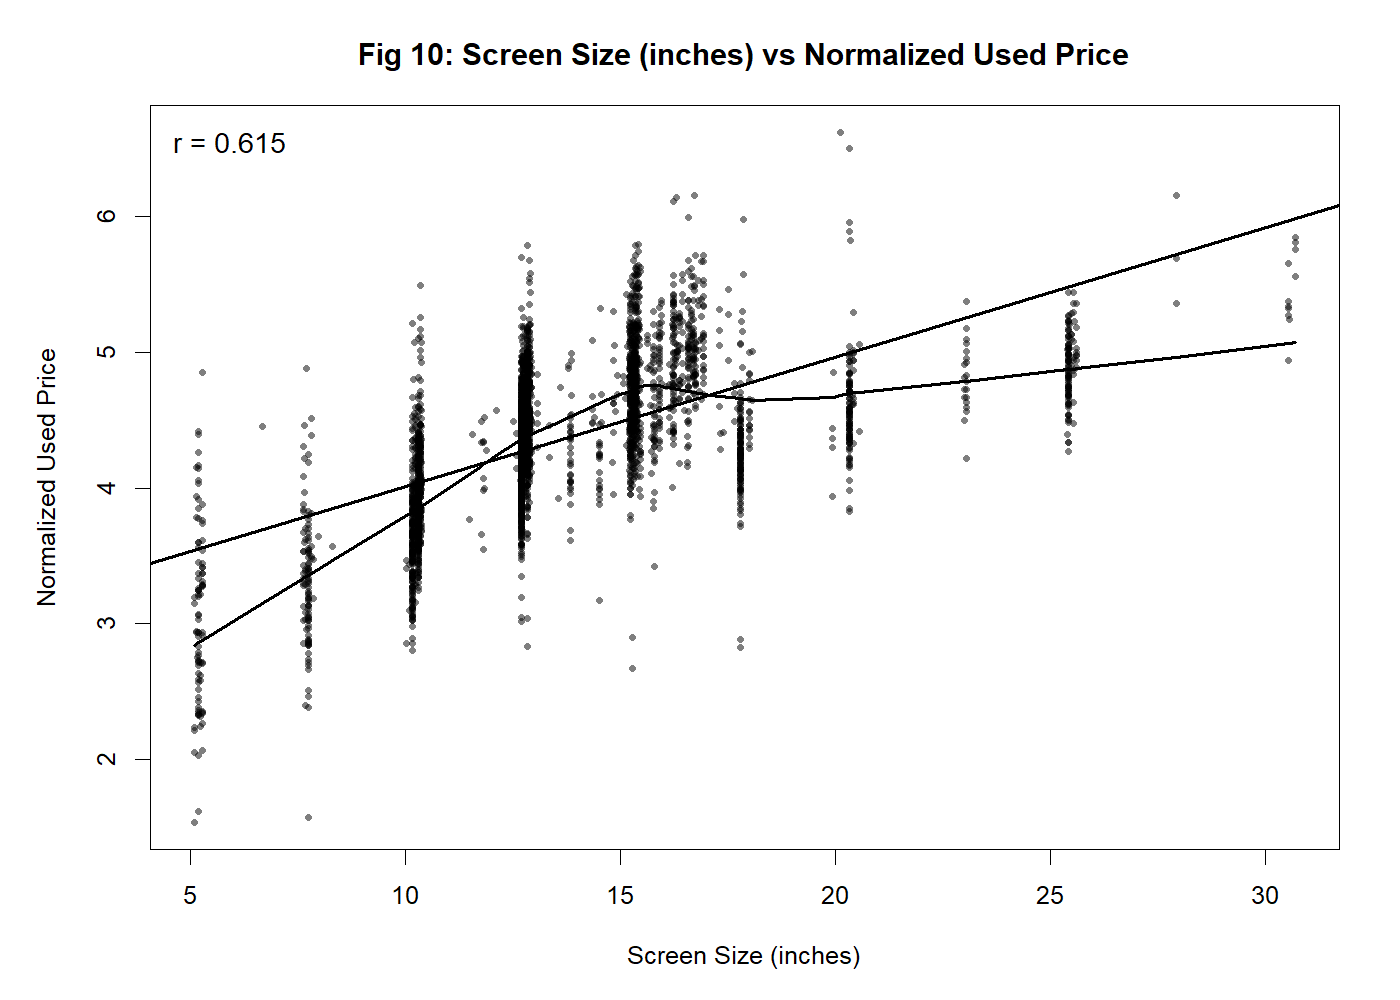 Fig 10: Screen Size (inches) vs Normalized Used Price
r = 0.615
6
5
4
3
2
Normalized Used Price
5 10 15 20 25 30
Screen Size (inches)